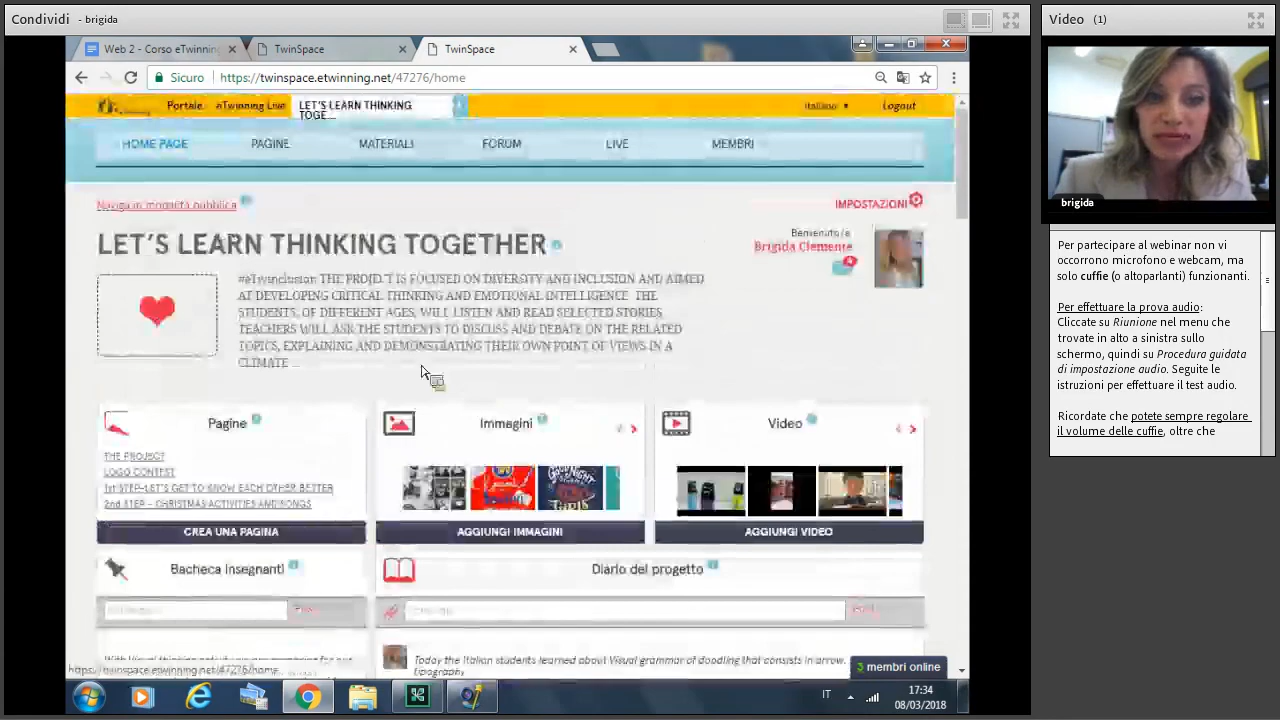 Condividi - brigida
Video (1)
Web 2 - Corso eTwinning
TwinSpace
TwinSpace
Sicuro
https://twinspace.etwinning.net/47276/home
Portale
eTwinning Live
LET'S LEARN THINKING
TOGE...
Italiano
Logout
HOME PAGE
PAGINE
MATERIALI
FORUM
LIVE
MEMBRI
Naviga in modalità pubblica
IMPOSTAZIONI
LET'S LEARN THINKING TOGETHER
Benvenuto/a
Brigida Clemente
4
#eTwinclusion THE PROJECT IS FOCUSED ON DIVERSITY AND INCLUSION AND AIMED
AT DEVELOPING CRITICAL THINKING AND EMOTIONAL INTELLIGENCE THE
STUDENTS, OF DIFFERENT AGES, WILL LISTEN AND READ SELECTED STORIES.
TEACHERS WILL ASK THE STUDENTS TO DISCUSS AND DEBATE ON THE RELATED
TOPICS, EXPLAINING AND DEMONSTRATING THEIR OWN POINT OF VIEWS IN A
CLIMATE ...
Pagine
Immagini
Video
THE PROJECT
LOGO CONTEST
1st STEP-LET'S GET TO KNOW EACH OTHER BETTER
2nd STEP - CHRISTMAS ACTIVITIES AND SONGS
CREA UNA PAGINA
AGGIUNGI IMMAGINI
AGGIUNGI VIDEO
Bacheca Insegnanti
Diario del progetto
Today the Italian students learned about Visual grammar of doodling that consists in arrow,
tipography
https://twinspace.etwinning.net/47276/home
3 membri online
IT
17:34
08/03/2018
brigida
Per partecipare al webinar non vi
occorrono microfono e webcam, ma
solo cuffie (o altoparlanti) funzionanti.
Per effettuare la prova audio:
Cliccate su Riunione nel menu che
trovate in alto a sinistra sullo
schermo, quindi su Procedura guidata
di impostazione audio. Seguite le
istruzioni per effettuare il test audio.
Ricordate che potete sempre regolare
il volume delle cuffie, oltre che